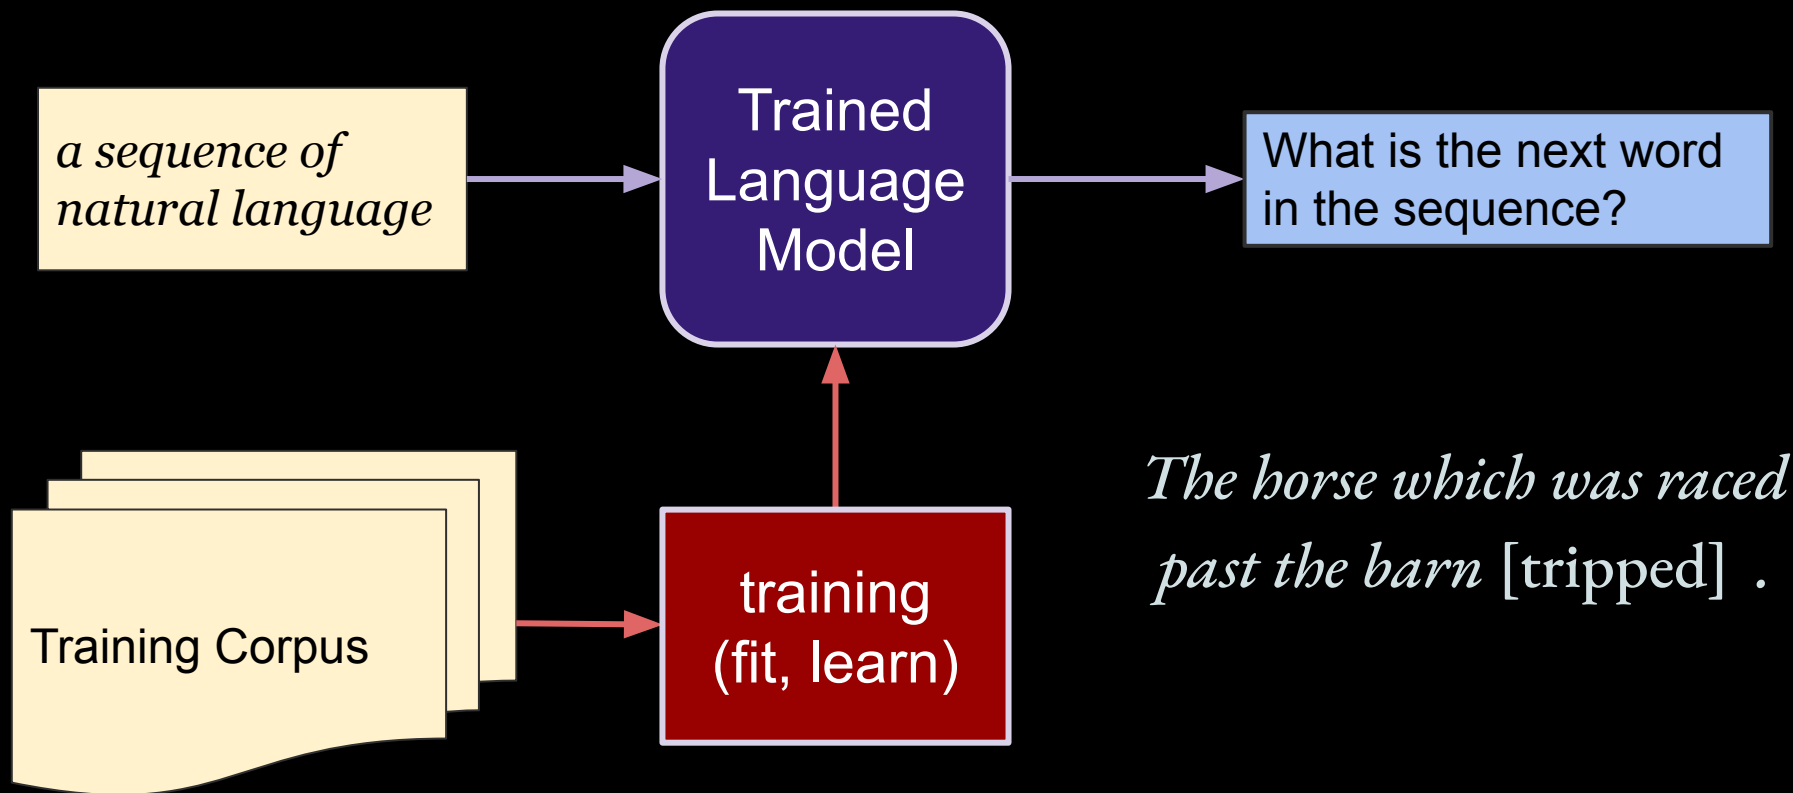 a sequence of
natural language
Trained
Language
Model
What is the next word
in the sequence?
Training Corpus
training
(fit, learn)
The horse which was raced
past the barn [tripped] .